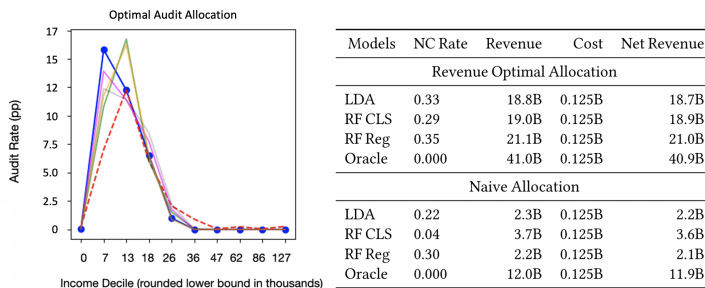 Optimal Audit Allocation
17
15
12
10
7.5
5.0
2.5
0
Audit Rate (pp)
0 7 13 18 26 36 47 62 86 127
Income Decile (rounded lower bound in thousands)
Models NC Rate Revenue Cost Net Revenue
Revenue Optimal Allocation
LDA 0.33 18.8B 0.125B 18.7B
RF CLS 0.29 19.0B 0.125B 18.9B
RF Reg 0.35 21.1B 0.125B 21.0B
Oracle 0.000 41.0B 0.125B 40.9B
Naive Allocation
LDA 0.22 2.3B 0.125B 2.2B
RF CLS 0.04 3.7B 0.125B 3.6B
RF Reg 0.30 2.2B 0.125B 2.1B
Oracle 0.000 12.0B 0.125B 11.9B